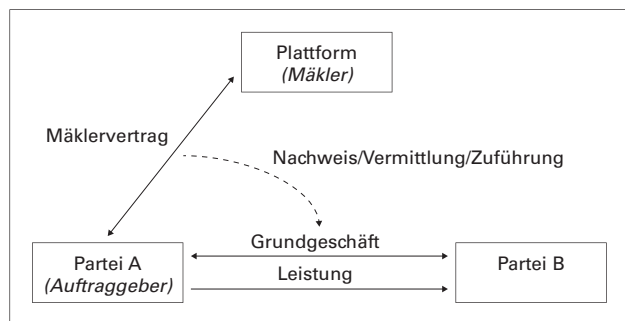 Plattform
(Mäkler)
Mäklervertrag
Nachweis/Vermittlung/Zuführung
Grundgeschäft
Partei A
(Auftraggeber)
Leistung
Partei B